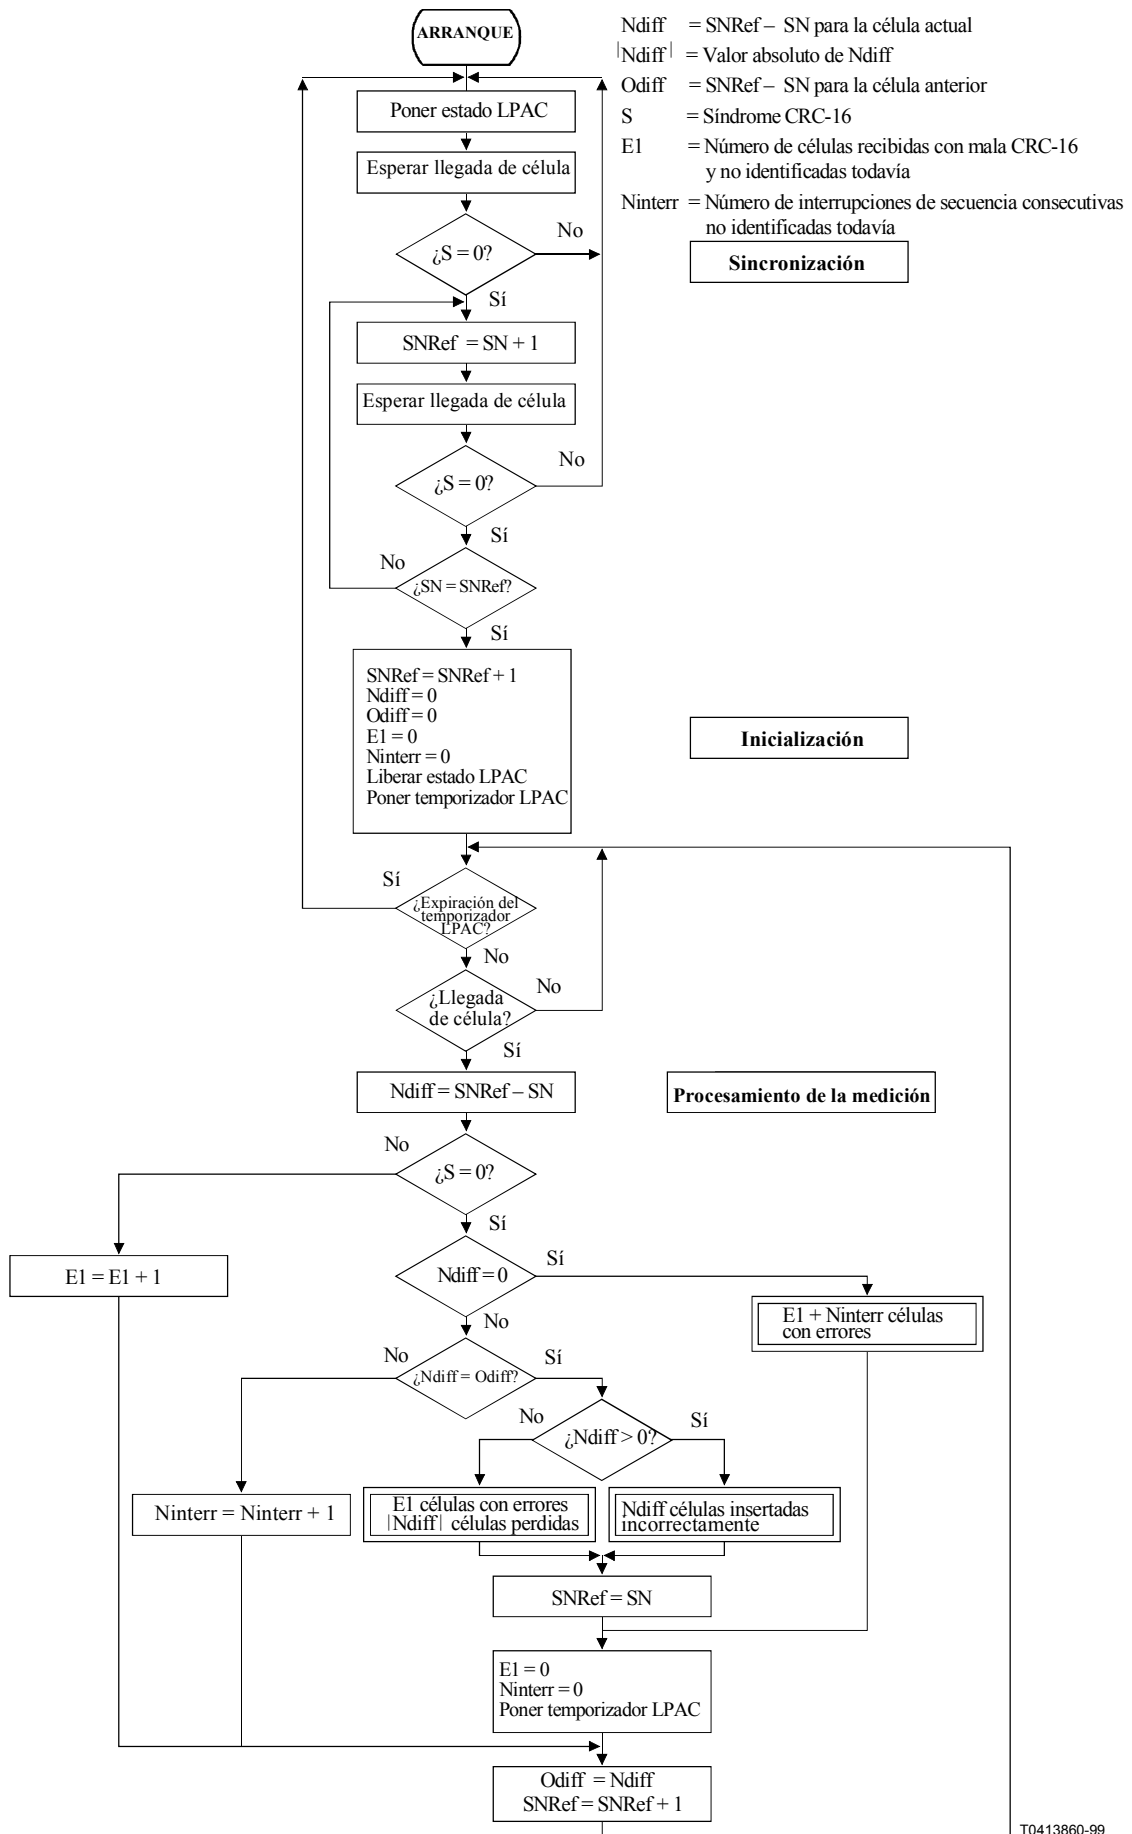 ARRANQUE
Ndiff = SNRef – SN para la célula actual
|Ndiff| = Valor absoluto de Ndiff
Odiff = SNRef – SN para la célula anterior
S = Síndrome CRC-16
E1 = Número de células recibidas con mala CRC-16
y no identificadas todavía
Ninterr = Número de interrupciones de secuencia consecutivas
no identificadas todavía
Poner estado LPAC
Esperar llegada de célula
No
¿S = 0?
Sincronización
Sí
SNRef = SN + 1
Esperar llegada de célula
No
¿S = 0?
Sí
No
¿SN = SNRef?
Sí
SNRef = SNRef + 1
Ndiff = 0
Odiff = 0
E1 = 0
Ninterr = 0
Liberar estado LPAC
Poner temporizador LPAC
Inicialización
Sí
¿Expiración del
temporizador
LPAC?
No
¿Llegada
de célula?
No
Sí
Ndiff = SNRef – SN
Procesamiento de la medición
No
¿S = 0?
Sí
E1 = E1 + 1
Ndiff = 0
Sí
E1 + Ninterr células
con errores
No
No
¿Ndiff = Odiff?
Sí
No
¿Ndiff > 0?
Sí
Ninterr = Ninterr + 1
E1 células con errores
|Ndiff| células perdidas
Ndiff células insertadas
incorrectamente
SNRef = SN
E1 = 0
Ninterr = 0
Poner temporizador LPAC
Odiff = Ndiff
SNRef = SNRef + 1
T0413860-99